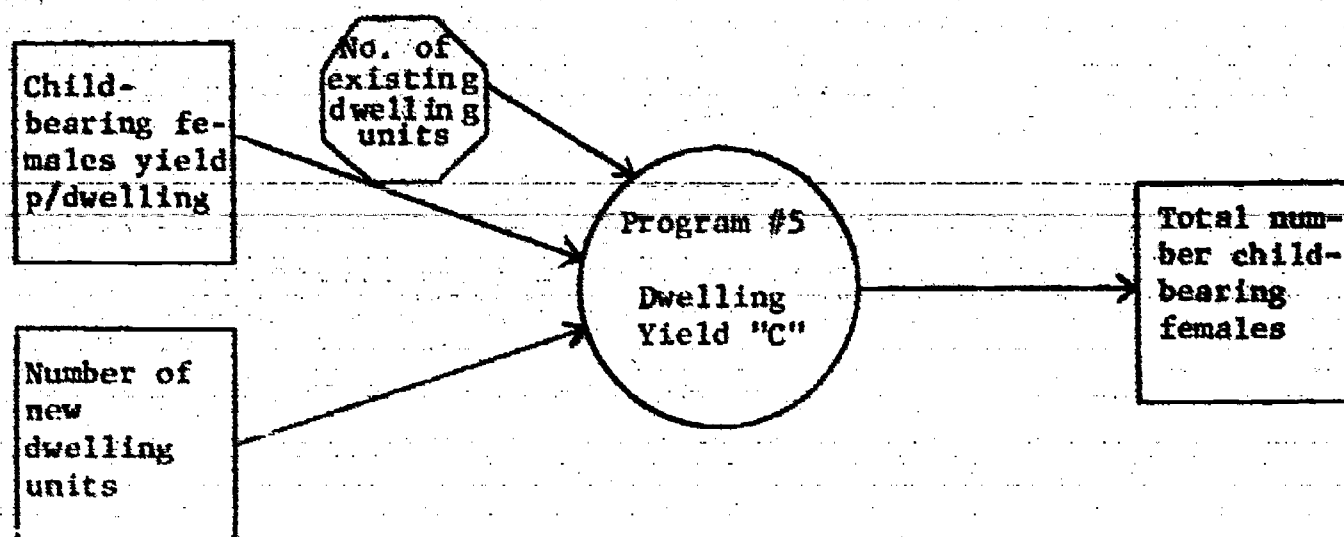 Child-
bearing fe-
males yield
p/dwelling
No. of
existing
dwelling
units
Number of
new
dwelling
units
Program #5
Dwelling
Yield "C"
Total num-
ber child-
bearing
females